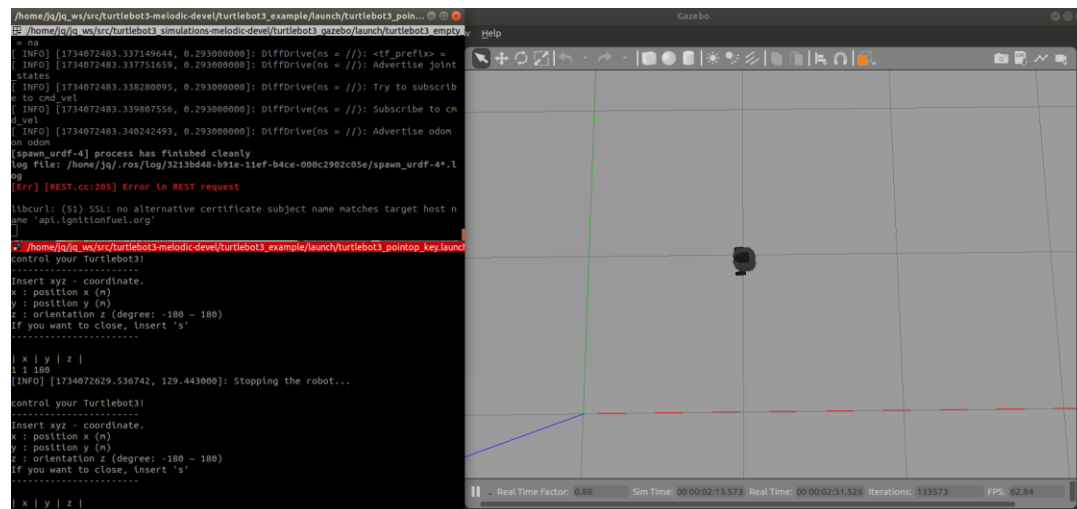 /home/jq/jq_ws/src/turtlebot3-melodic-devel/turtlebot3_example/launch/turtlebot3_poin...
/home/jq/jq_ws/src/turtlebot3_simulations-melodic-devel/turtlebot3_gazebo/launch/turtlebot3_empty_
= na
[ INFO] [1734072483.337149644, 0.293000000]: DiffDrive(ns = //): <tf_prefix> =
[ INFO] [1734072483.337751659, 0.293000000]: DiffDrive(ns = //): Advertise joint
_states
[ INFO] [1734072483.338280095, 0.293000000]: DiffDrive(ns = //): Try to subscrib
e to cmd_vel
[ INFO] [1734072483.339807556, 0.293000000]: DiffDrive(ns = //): Subscribe to cm
d_vel
[ INFO] [1734072483.340242493, 0.293000000]: DiffDrive(ns = //): Advertise odom
on odom
[spawn_urdf-4] process has finished cleanly
log file: /home/jq/.ros/log/3213bd48-b91e-11ef-b4ce-000c2902c05e/spawn_urdf-4*.l
og
[Err] [REST.cc:205] Error in REST request
libcurl: (51) SSL: no alternative certificate subject name matches target host n
ame 'api.ignitionfuel.org'
/home/jq/jq_ws/src/turtlebot3-melodic-devel/turtlebot3_example/launch/turtlebot3_pointop_key.launch
control your Turtlebot3!
-----------------------
Insert xyz - coordinate.
x : position x (m)
y : position y (m)
z : orientation z (degree: -180 ~ 180)
If you want to close, insert 's'
-----------------------
| x | y | z |
1 1 180
[INFO] [1734072629.536742, 129.443000]: Stopping the robot...
control your Turtlebot3!
-----------------------
Insert xyz - coordinate.
x : position x (m)
y : position y (m)
z : orientation z (degree: -180 ~ 180)
If you want to close, insert 's'
-----------------------
| x | y | z |
Gazebo
w Help
Real Time Factor: 0.88 Sim Time: 00 00:02:13.573 Real Time: 00 00:02:31.526 Iterations: 133573 FPS: 62.84